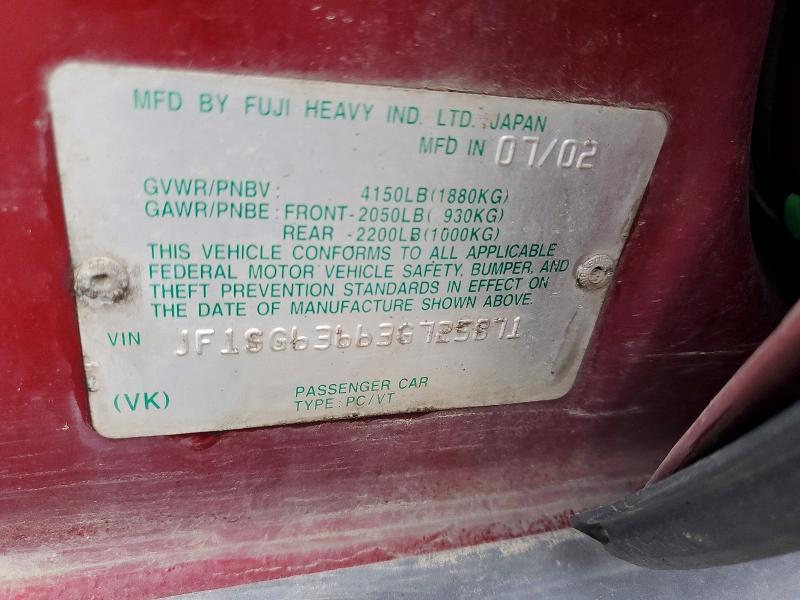 MFD BY FUJI HEAVY IND. LTD. JAPAN
MFD IN 07/02
GVWR/PNBV: 4150LB(1880KG)
GAWR/PNBE: FRONT-2050LB( 930KG)
REAR -2200LB(1000KG)
THIS VEHICLE CONFORMS TO ALL APPLICABLE
FEDERAL MOTOR VEHICLE SAFETY, BUMPER, AND
THEFT PREVENTION STANDARDS IN EFFECT ON
THE DATE OF MANUFACTURE SHOWN ABOVE.
VIN JF1SG63663G725871
(VK) PASSENGER CAR
TYPE: PC/VT